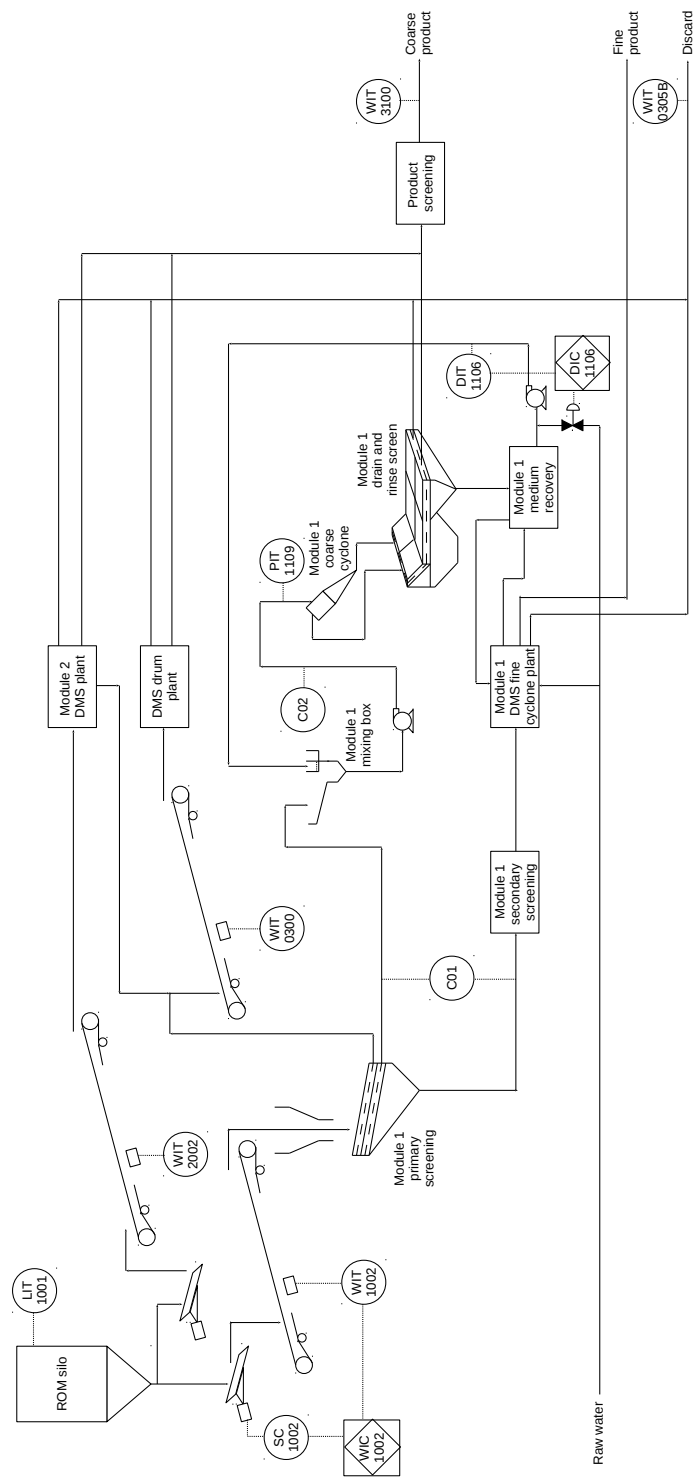 ROM silo
LIT
1001
SC
1002
WIC
1002
WIT
1002
WIT
2002
Module 1
primary
screening
WIT
0300
C01
Module 2
DMS plant
DMS drum
plant
C02
Module 1
mixing box
Module 1
secondary
screening
Module 1
DMS fine
cyclone plant
PIT
1109
Module 1
coarse
cyclone
Module 1
drain and
rinse screen
Module 1
medium
recovery
DIT
1106
DIC
1106
Product
screening
WIT
3100
Coarse
product
Fine
product
WIT
0305B
Discard
Raw water